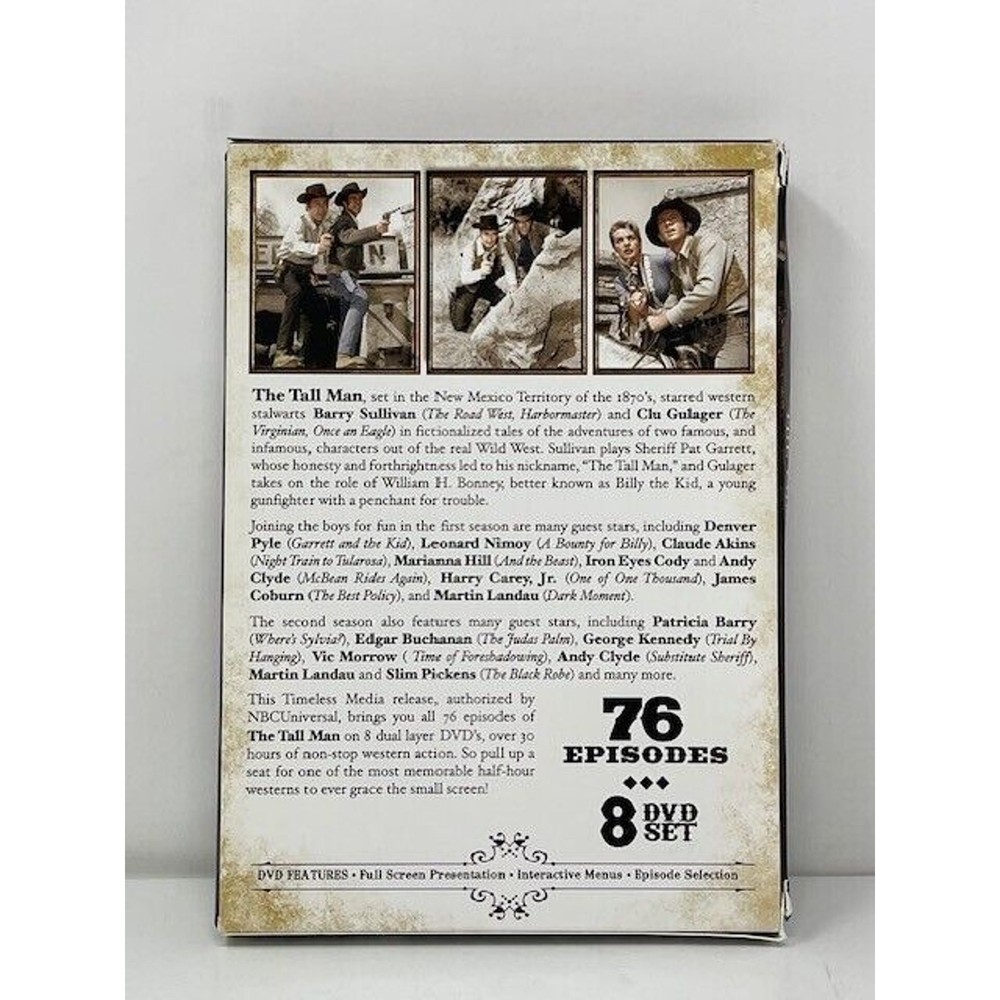 The Tall Man, set in the New Mexico Territory of the 1870's, starred western
stalwarts Barry Sullivan (The Road West, Harbormaster) and Clu Gulager (The
Virginian, Once an Eagle) in fictionalized tales of the adventures of two famous, and
infamous, characters out of the real Wild West. Sullivan plays Sheriff Pat Garrett,
whose honesty and forthrightness led to his nickname, "The Tall Man," and Gulager
takes on the role of William H. Bonney, better known as Billy the Kid, a young
gunfighter with a penchant for trouble.
Joining the boys for fun in the first season are many guest stars, including Denver
Pyle (Garrett and the Kid), Leonard Nimoy (A Bounty for Billy), Claude Akins
(Night Train to Tularosa), Marianna Hill (And the Beast), Iron Eyes Cody and Andy
Clyde (McBean Rides Again), Harry Carey, Jr. (One of One Thousand), James
Coburn (The Best Policy), and Martin Landau (Dark Moment).
The second season also features many guest stars, including Patricia Barry
(Where's Sylvia?), Edgar Buchanan (The Judas Palm), George Kennedy (Trial By
Hanging), Vic Morrow ( Time of Foreshadowing), Andy Clyde (Substitute Sheriff),
Martin Landau and Slim Pickens (The Black Robe) and many more.
This Timeless Media release, authorized by
NBCUniversal, brings you all 76 episodes of
The Tall Man on 8 dual layer DVD's, over 30
hours of non-stop western action. So pull up a
seat for one of the most memorable half-hour
westerns to ever grace the small screen!
76
EPISODES
8 DVD
SET
DVD FEATURES • Full Screen Presentation • Interactive Menus • Episode Selection